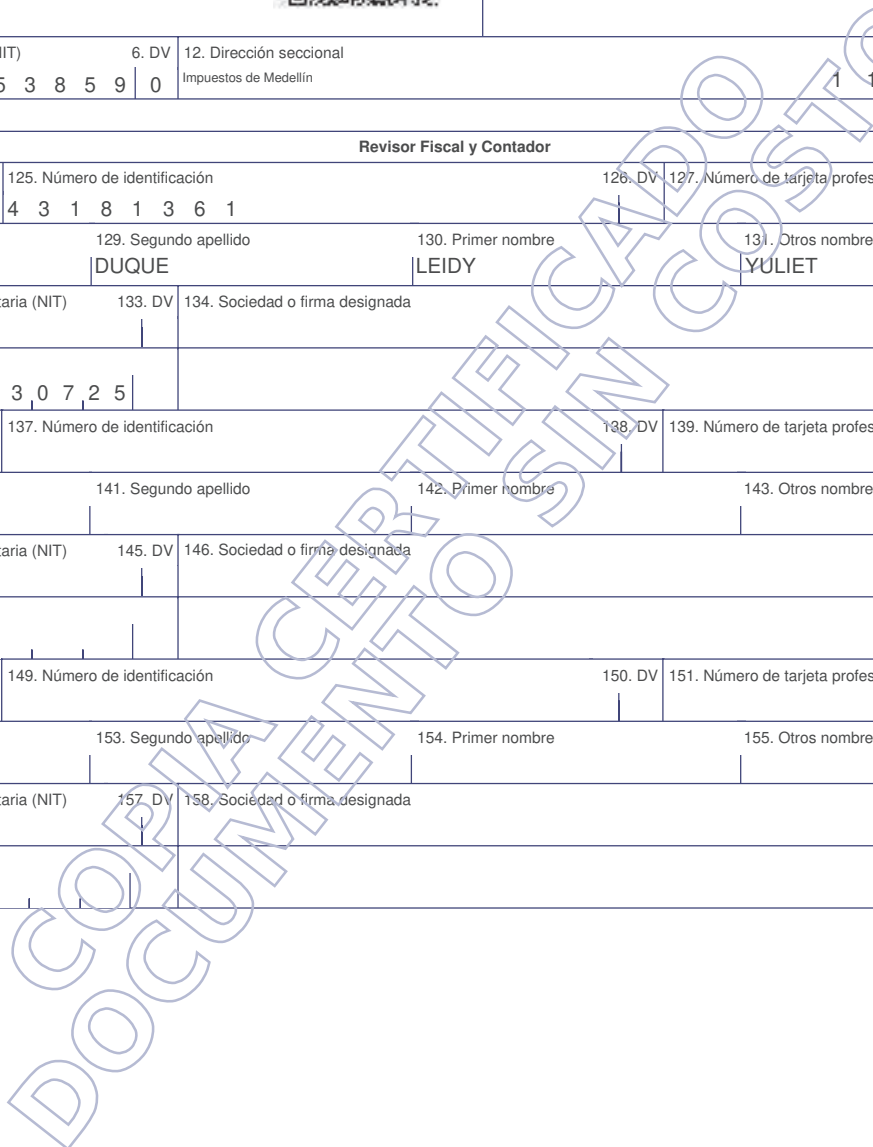 IT) 6. DV 12. Dirección seccional
5 3 8 5 9 0 Impuestos de Medellín 1 1
Revisor Fiscal y Contador
125. Número de identificación 126. DV 127. Número de tarjeta profes
4 3 1 8 1 3 6 1
129. Segundo apellido 130. Primer nombre 131. Otros nombre
DUQUE LEIDY YULIET
taria (NIT) 133. DV 134. Sociedad o firma designada
3 0 7 2 5
137. Número de identificación 138. DV 139. Número de tarjeta profes
141. Segundo apellido 142. Primer nombre 143. Otros nombre
taria (NIT) 145. DV 146. Sociedad o firma designada
149. Número de identificación 150. DV 151. Número de tarjeta profes
153. Segundo apellido 154. Primer nombre 155. Otros nombre
taria (NIT) 157. DV 158. Sociedad o firma designada
COPIA CERTIFICADO
DOCUMENTO SIN COSTO